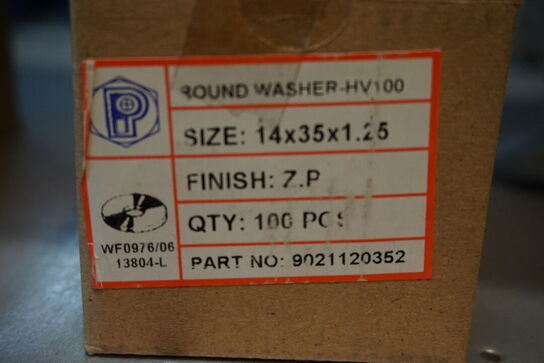 ROUND WASHER-HV100
SIZE: 14x35x1.25
FINISH: Z.P
QTY: 100 PCS
WF0976/06
13804-L
PART NO: 9021120352